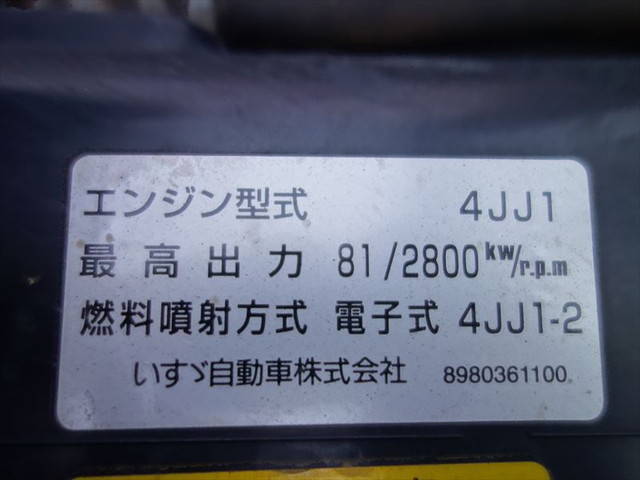 エンジン型式 4JJ1
最高出力 81/2800 kw/r.p.m
燃料噴射方式 電子式 4JJ1-2
いすゞ自動車株式会社 8980361100